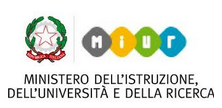 miur
MINISTERO DELL'ISTRUZIONE,
DELL'UNIVERSITÀ E DELLA RICERCA